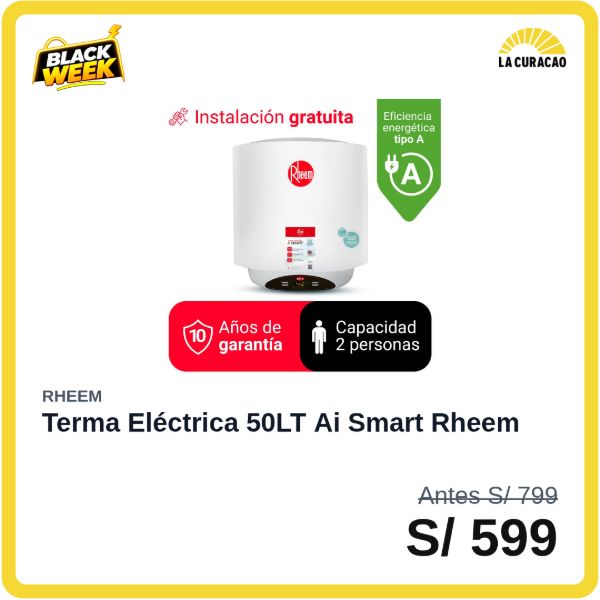 BLACK
WEEK
LA CURACAO
Instalación gratuita
Eficiencia
energética
tipo A
A
Rheem
10
Años de
garantía
Capacidad
2 personas
RHEEM
Terma Eléctrica 50LT Ai Smart Rheem
Antes S/ 799
S/ 599